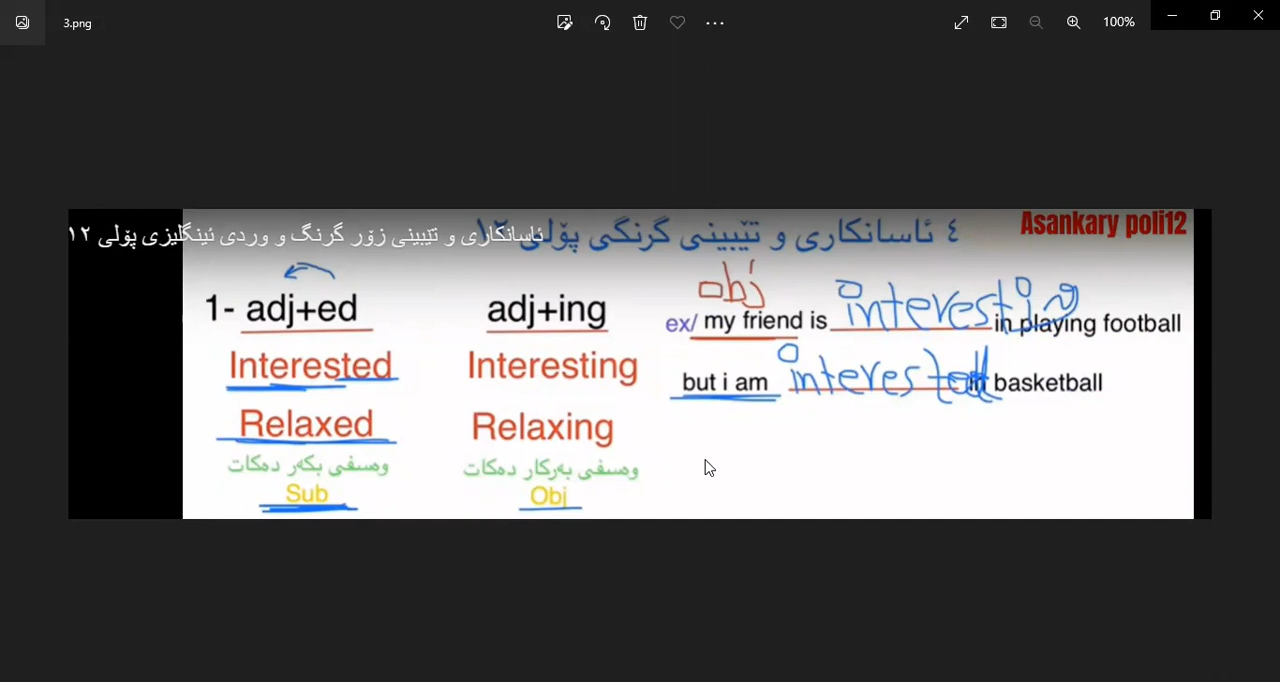 3.png
100%
ئاسانکاری و تێبینی زۆر گرنگ و وردی ئینگلیزی پۆلی ١٢
٤ ئاسانکاری و تێبینی گرنگی پۆلی ١٢
Asankary poli12
1- adj+ed
adj+ing
obj
ex/ my friend is interesting in playing football
Interested
Interesting
but i am interested in basketball
Relaxed
Relaxing
وەسفی بکەر دەکات
وەسفی بەرکار دەکات
Sub
Obj